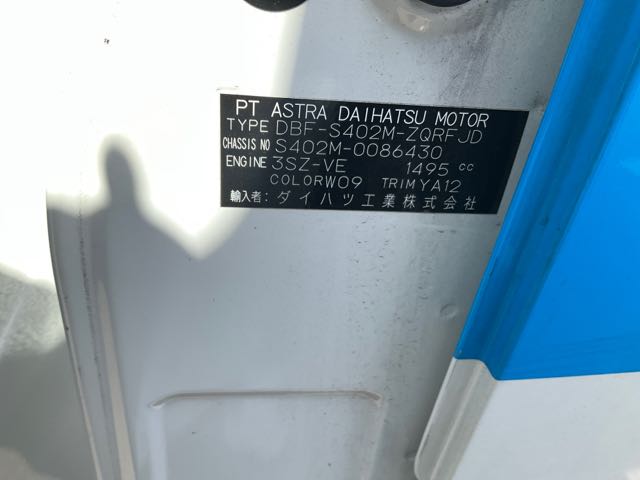 PT ASTRA DAIHATSU MOTOR
TYPE DBF-S402M-ZQRFJD
CHASSIS NO S402M-0086430
ENGINE 3SZ-VE 1495 cc
COLOR W09 TRIM YA12
輸入者: ダイハツ工業株式会社